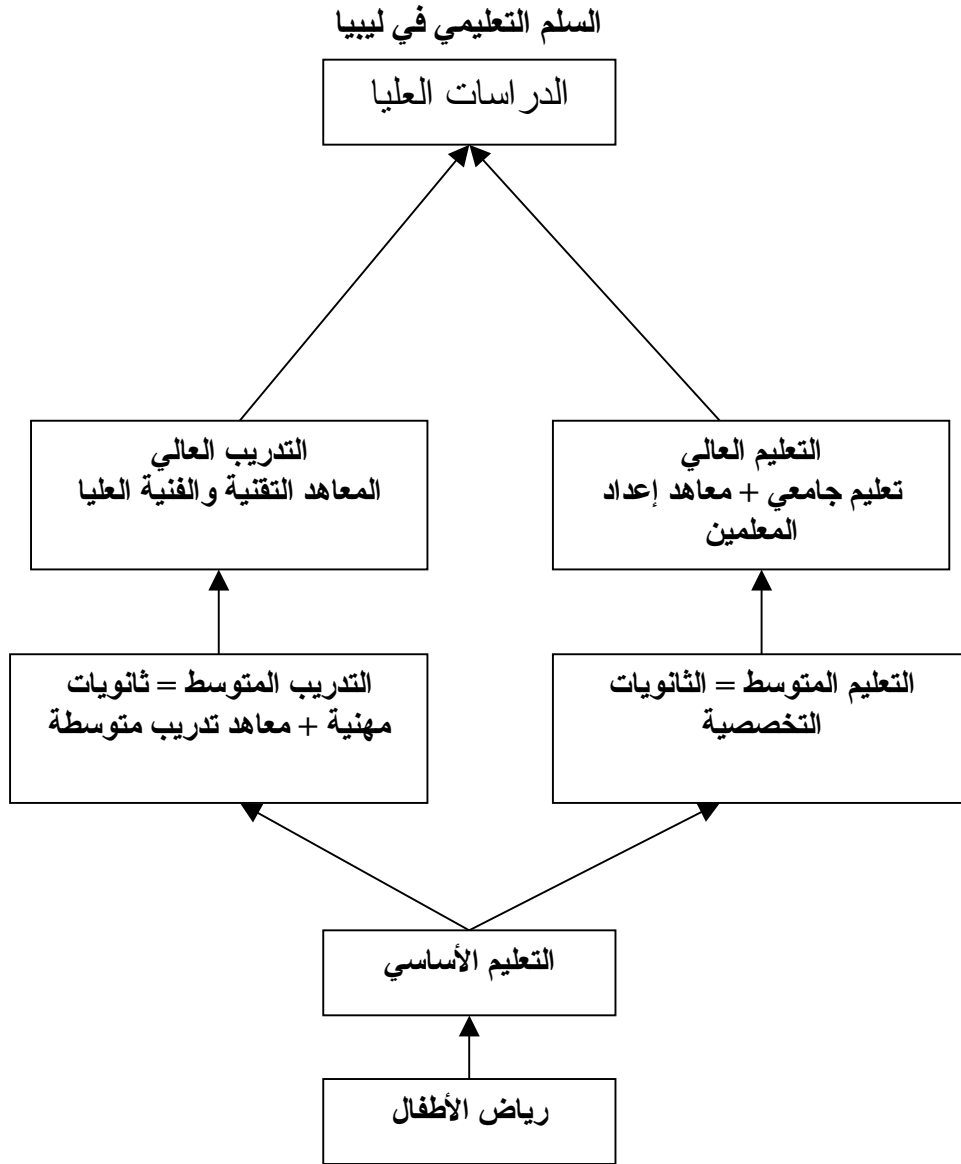 السلم التعليمي في ليبيا
الدراسات العليا
التعليم العالي
تعليم جامعي + معاهد إعداد
المعلمين
التدريب العالي
المعاهد التقنية والفنية العليا
التعليم المتوسط = الثانويات
التخصصية
التدريب المتوسط = ثانويات
مهنية + معاهد تدريب متوسطة
التعليم الأساسي
رياض الأطفال